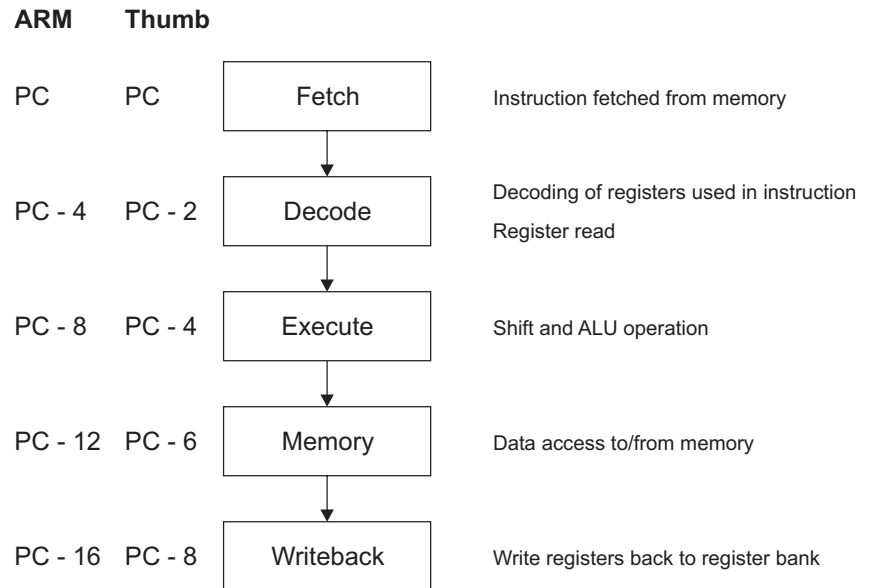 ARM Thumb
PC PC Fetch Instruction fetched from memory
Decoding of registers used in instruction
PC - 4 PC - 2 Decode
Register read
PC - 8 PC - 4 Execute Shift and ALU operation
PC - 12 PC - 6 Memory Data access to/from memory
PC - 16 PC - 8 Writeback Write registers back to register bank